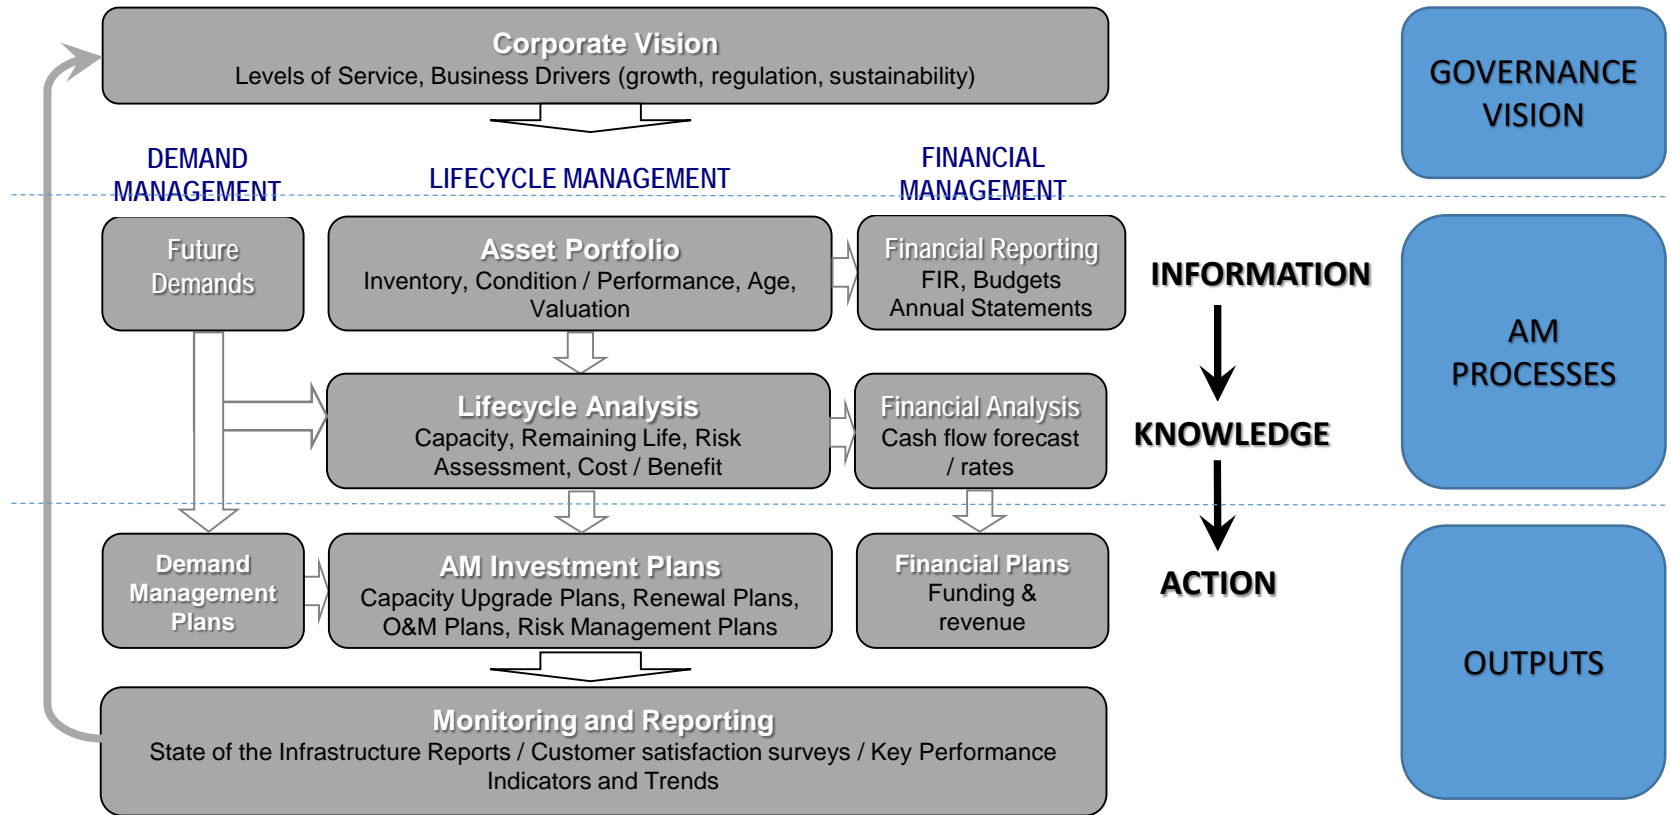 Corporate Vision
Levels of Service, Business Drivers (growth, regulation, sustainability)
GOVERNANCE
VISION
DEMAND
MANAGEMENT
LIFECYCLE MANAGEMENT
FINANCIAL
MANAGEMENT
Future
Demands
Asset Portfolio
Inventory, Condition / Performance, Age,
Valuation
Financial Reporting
FIR, Budgets
Annual Statements
INFORMATION
AM
PROCESSES
Lifecycle Analysis
Capacity, Remaining Life, Risk
Assessment, Cost / Benefit
Financial Analysis
Cash flow forecast
/ rates
KNOWLEDGE
Demand
Management
Plans
AM Investment Plans
Capacity Upgrade Plans, Renewal Plans,
O&M Plans, Risk Management Plans
Financial Plans
Funding &
revenue
ACTION
OUTPUTS
Monitoring and Reporting
State of the Infrastructure Reports / Customer satisfaction surveys / Key Performance
Indicators and Trends